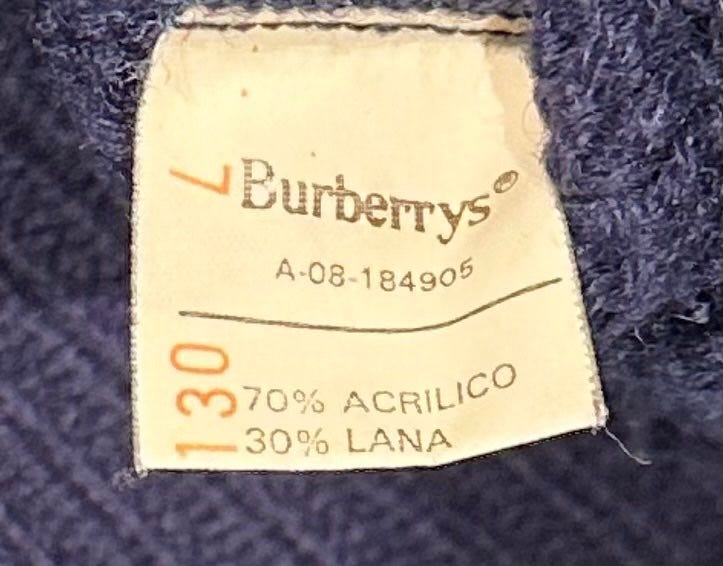 Burberrys®
A-08-184905
70% ACRILICO
30% LANA
130 L